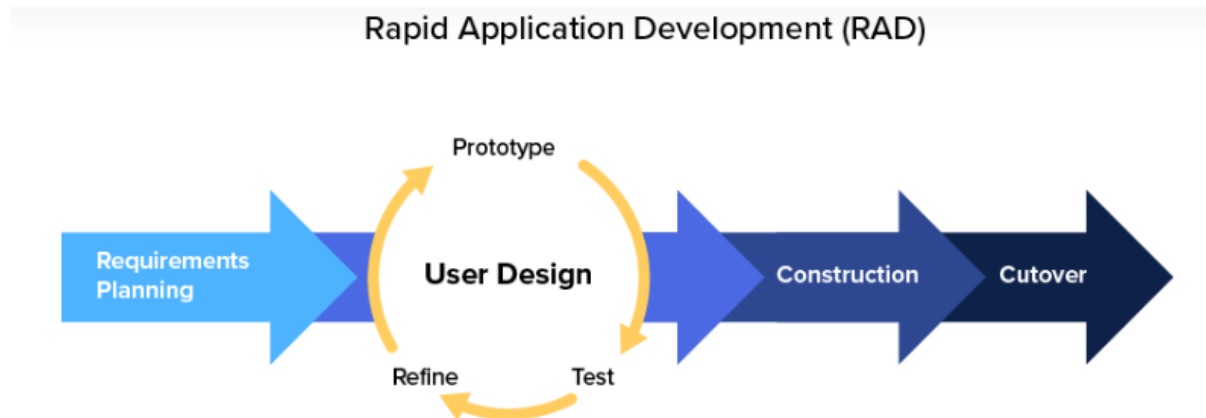 Rapid Application Development (RAD)
Prototype
Requirements
Planning
User Design
Construction
Cutover
Refine
Test